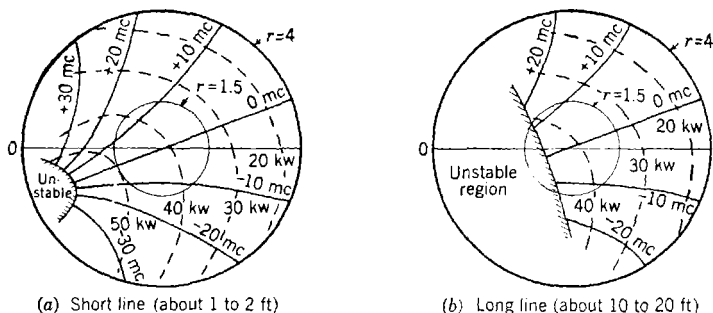 +30 mc
+20 mc
+10 mc
r=4
r=1.5
0 mc
0
Un-
stable
20 kw
-10 mc
50 kw
40 kw
30 kw
-20 mc
-30 mc
(a) Short line (about 1 to 2 ft)
+20 mc
+10 mc
r=4
r=1.5
0 mc
0
20 kw
Unstable
region
30 kw
-10 mc
40 kw
-20 mc
(b) Long line (about 10 to 20 ft)